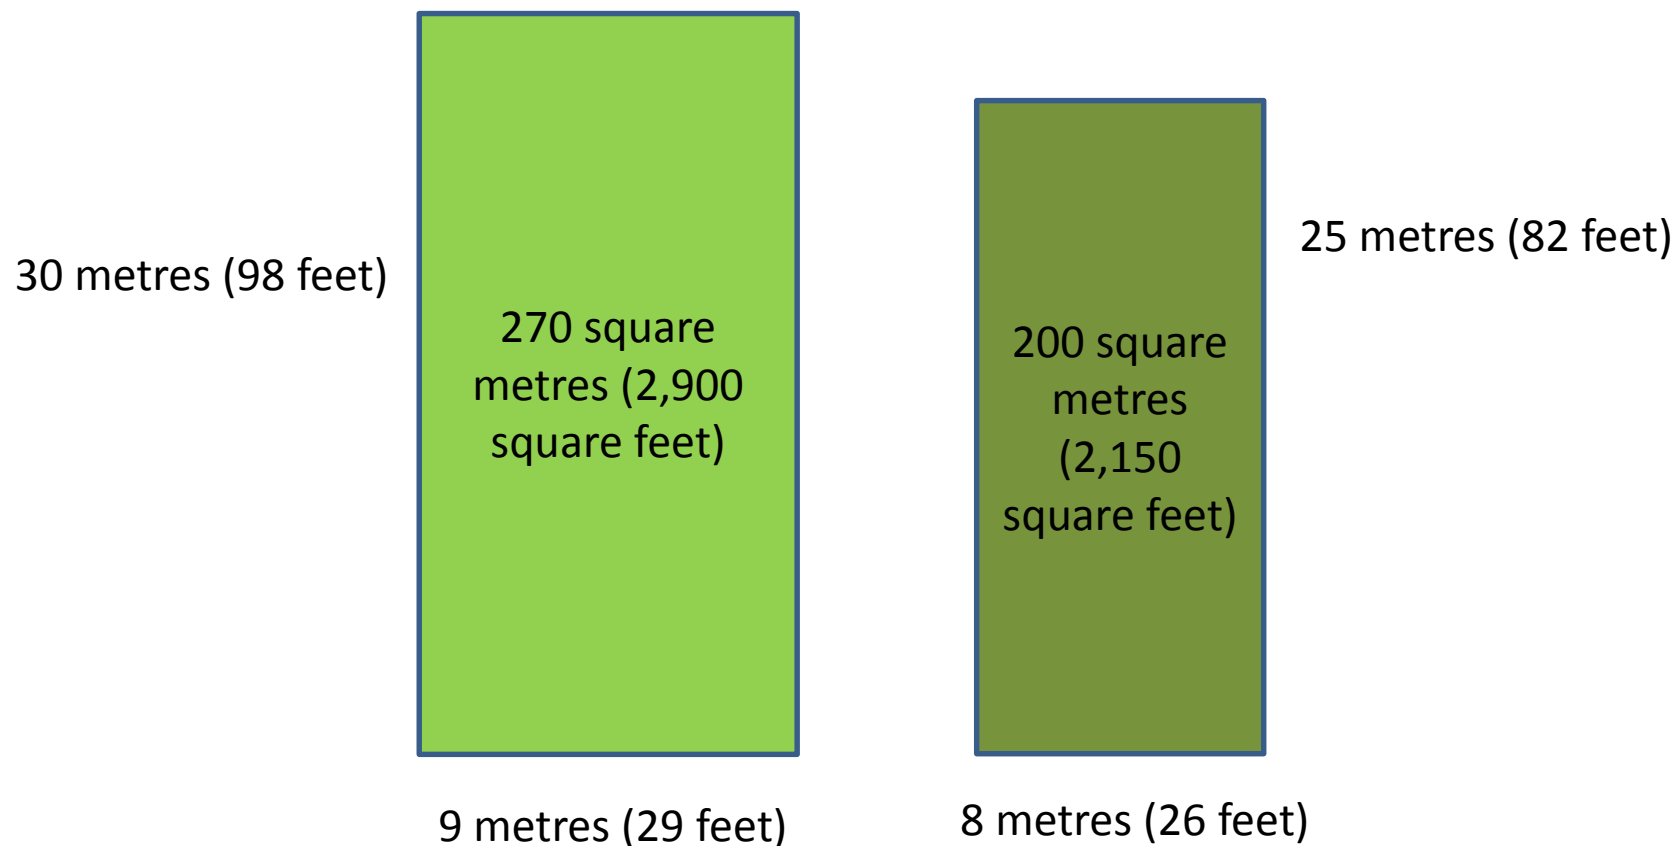 30 metres (98 feet)
270 square
metres (2,900
square feet)
9 metres (29 feet)
200 square
metres
(2,150
square feet)
25 metres (82 feet)
8 metres (26 feet)